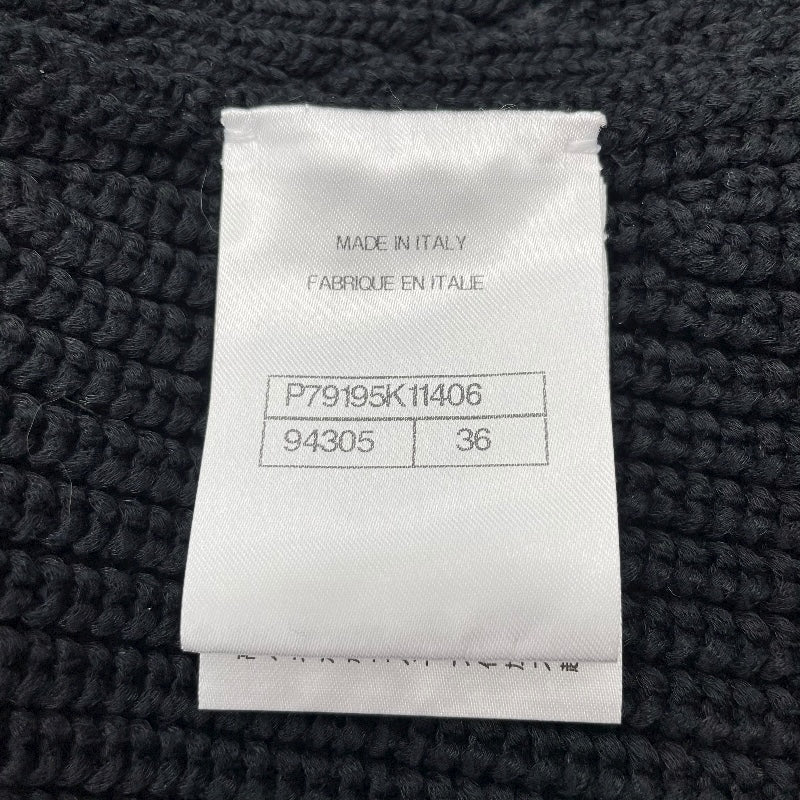 MADE IN ITALY
FABRIQUE EN ITALIE
P79195K11406
94305 36